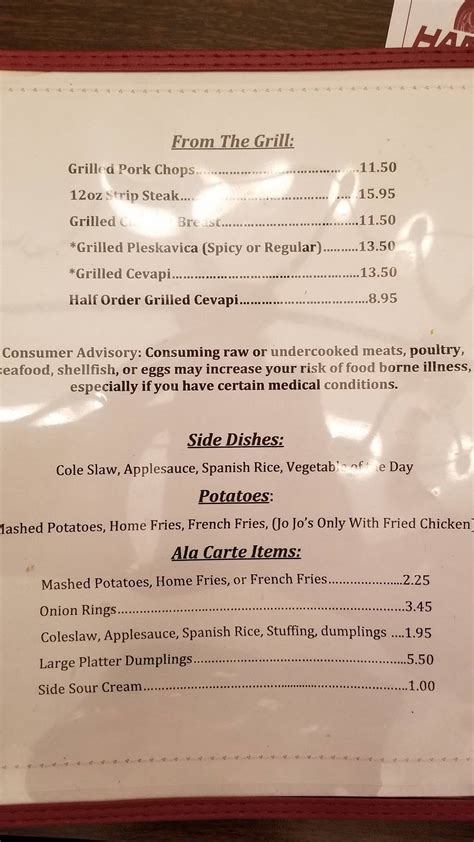 From The Grill:
Grilled Pork Chops..................................11.50
12oz Strip Steak......................................15.95
Grilled Breast..............................11.50
*Grilled Pleskavica (Spicy or Regular)..........13.50
*Grilled Cevapi.......................................13.50
Half Order Grilled Cevapi...........................8.95
Consumer Advisory: Consuming raw or undercooked meats, poultry,
seafood, shellfish, or eggs may increase your risk of food borne illness,
especially if you have certain medical conditions.
Side Dishes:
Cole Slaw, Applesauce, Spanish Rice, Vegetable of the Day
Potatoes:
Mashed Potatoes, Home Fries, French Fries, (Jo Jo's Only With Fried Chicken)
Ala Carte Items:
Mashed Potatoes, Home Fries, or French Fries..................2.25
Onion Rings................................................................3.45
Coleslaw, Applesauce, Spanish Rice, Stuffing, dumplings ....1.95
Large Platter Dumplings...............................................5.50
Side Sour Cream.........................................................1.00